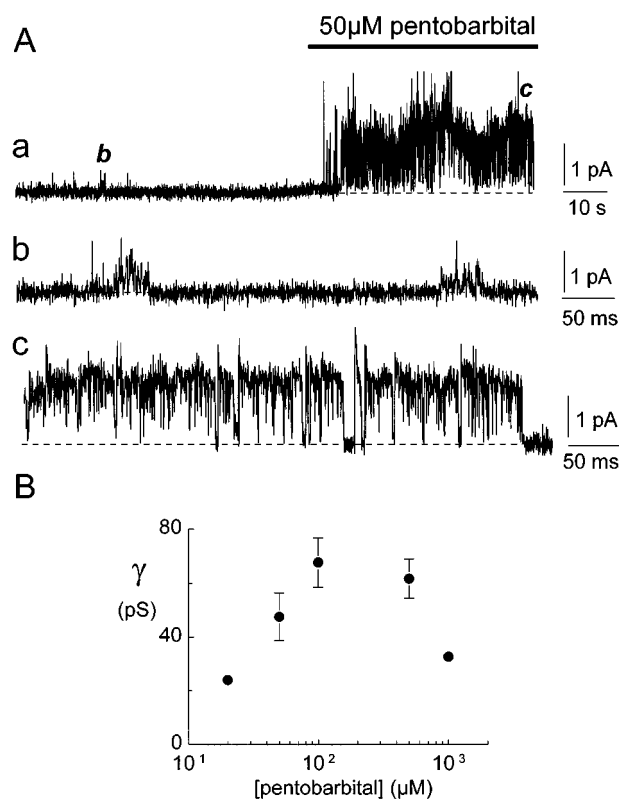 A
50μM pentobarbital
a
b
c
1 pA
10 s
b
1 pA
50 ms
c
1 pA
50 ms
B
80
γ
(pS)
40
0
10¹
10²
10³
[pentobarbital] (μM)